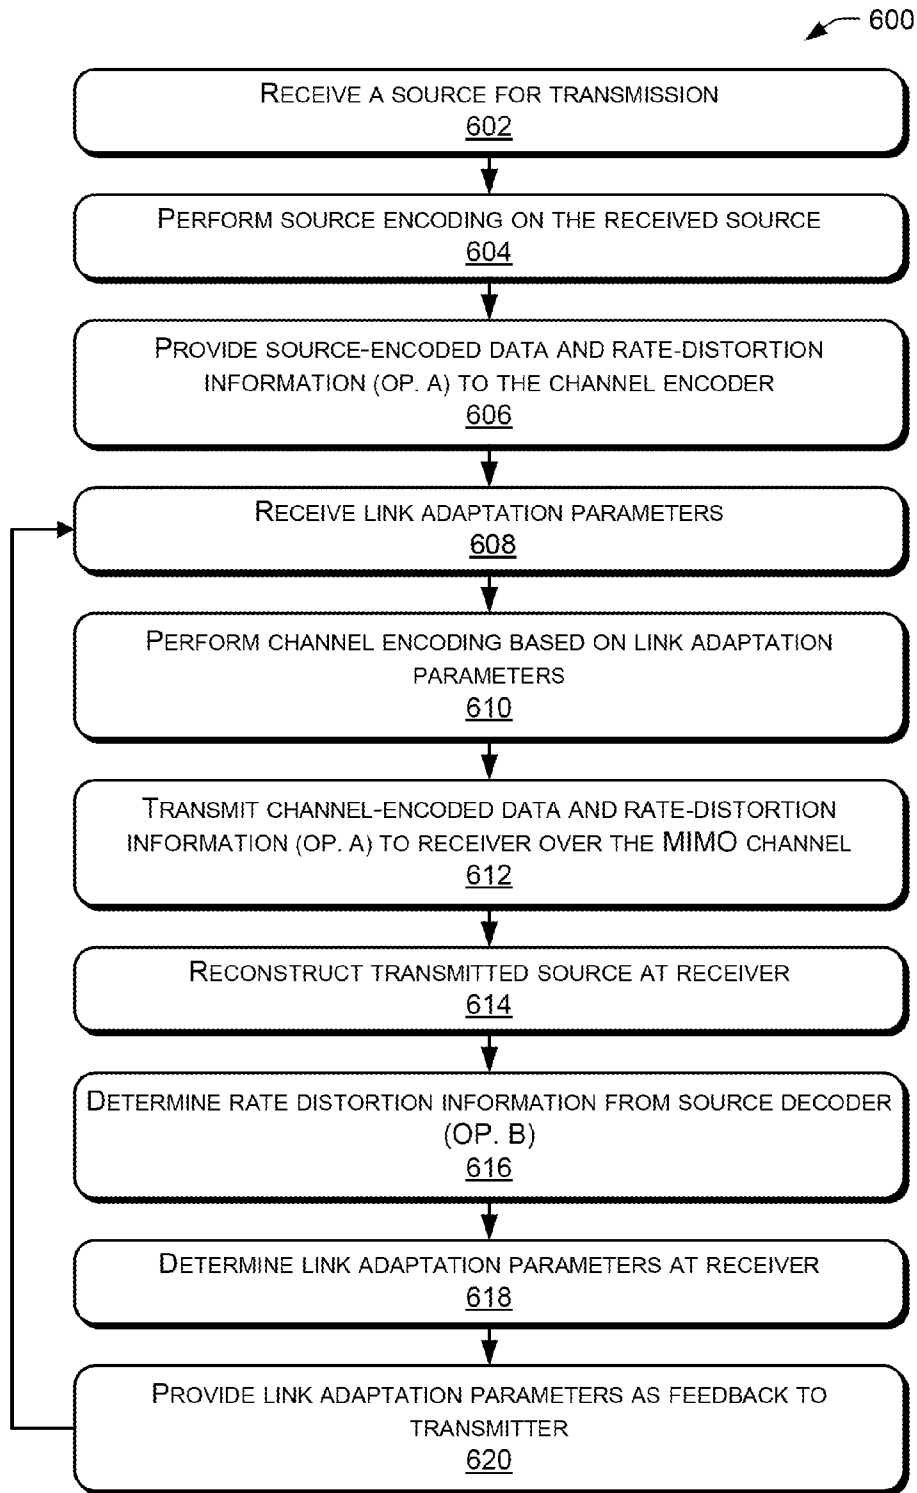 600
RECEIVE A SOURCE FOR TRANSMISSION
602
PERFORM SOURCE ENCODING ON THE RECEIVED SOURCE
604
PROVIDE SOURCE-ENCODED DATA AND RATE-DISTORTION
INFORMATION (OP. A) TO THE CHANNEL ENCODER
606
RECEIVE LINK ADAPTATION PARAMETERS
608
PERFORM CHANNEL ENCODING BASED ON LINK ADAPTATION
PARAMETERS
610
TRANSMIT CHANNEL-ENCODED DATA AND RATE-DISTORTION
INFORMATION (OP. A) TO RECEIVER OVER THE MIMO CHANNEL
612
RECONSTRUCT TRANSMITTED SOURCE AT RECEIVER
614
DETERMINE RATE DISTORTION INFORMATION FROM SOURCE DECODER
(OP. B)
616
DETERMINE LINK ADAPTATION PARAMETERS AT RECEIVER
618
PROVIDE LINK ADAPTATION PARAMETERS AS FEEDBACK TO
TRANSMITTER
620